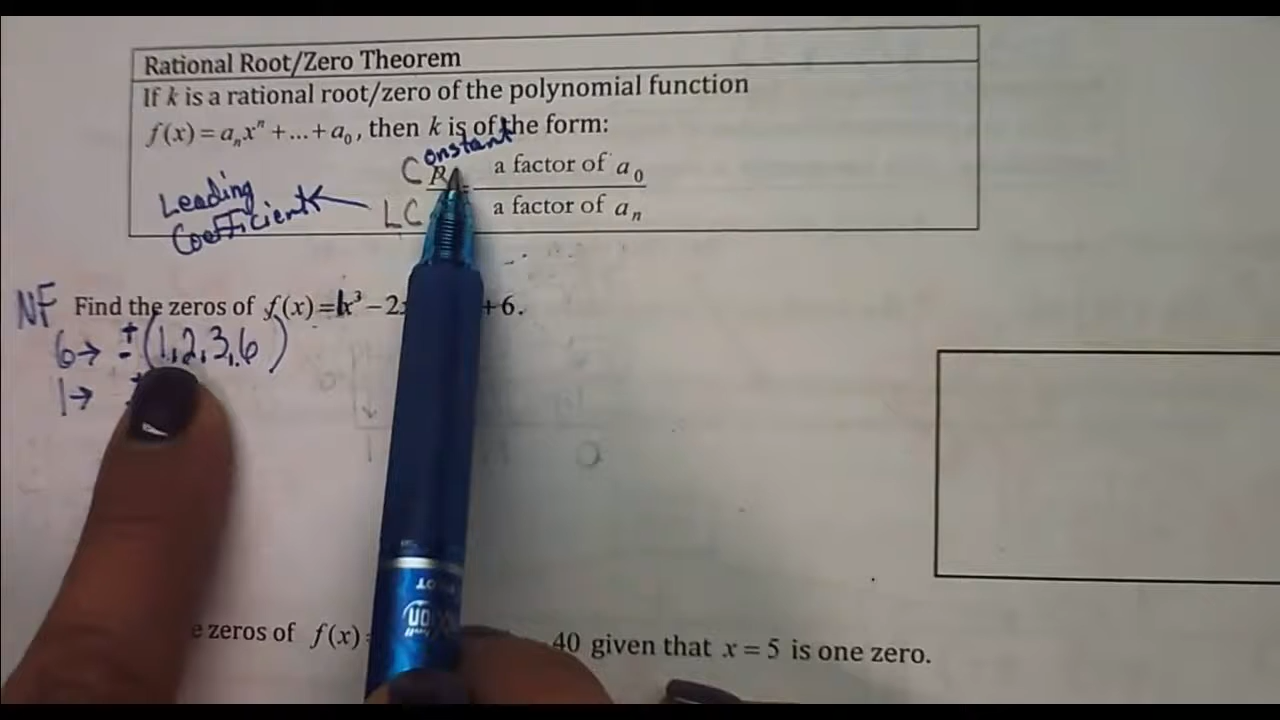 Rational Root/Zero Theorem
If k is a rational root/zero of the polynomial function
f(x) = aₙxⁿ + ... + a₀, then k is of the form:
Constant
a factor of a₀
Leading
Coefficient
LC
a factor of aₙ
NF Find the zeros of f(x) = 1x³ − 2 + 6.
6 → ± (1, 2, 3, 6)
1 →
zeros of f(x) 40 given that x = 5 is one zero.